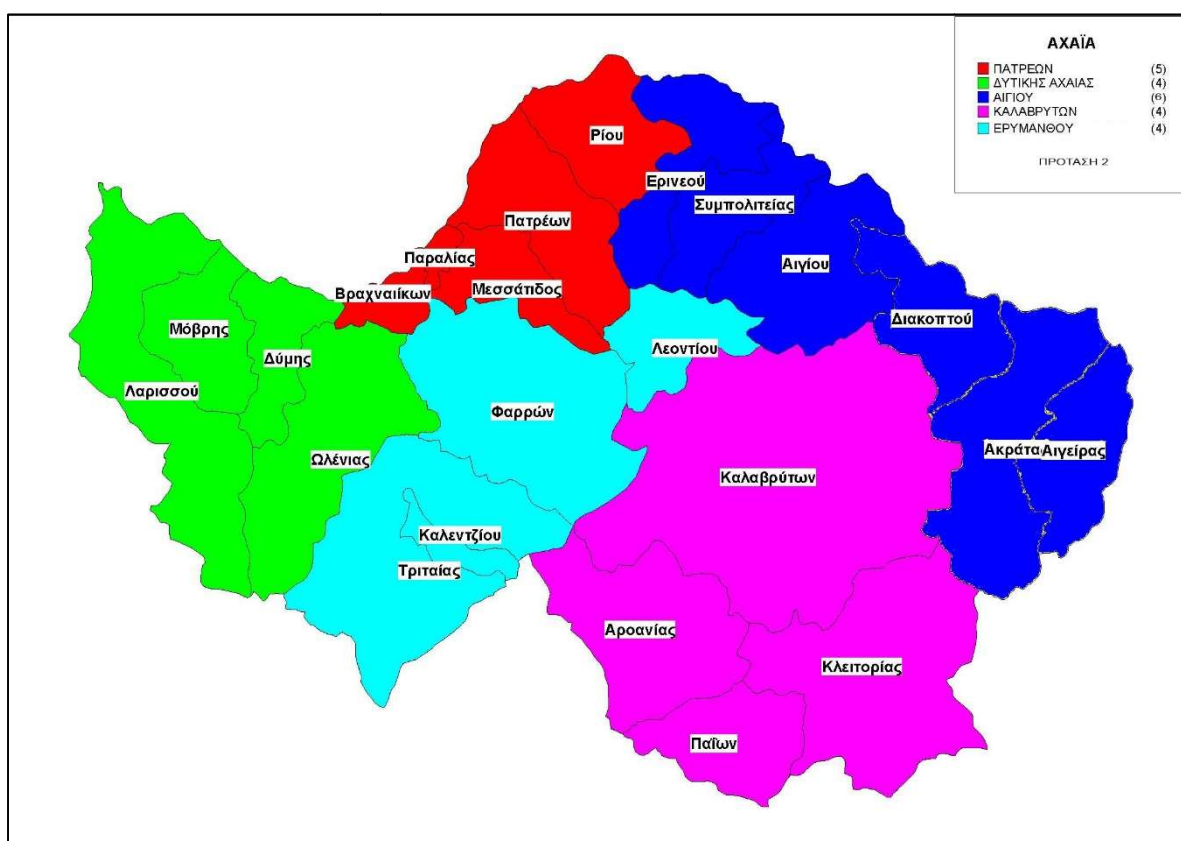 ΑΧΑΪΑ
ΠΑΤΡΕΩΝ (5)
ΔΥΤΙΚΗΣ ΑΧΑΙΑΣ (4)
ΑΙΓΙΟΥ (6)
ΚΑΛΑΒΡΥΤΩΝ (4)
ΕΡΥΜΑΝΘΟΥ (4)
ΠΡΟΤΑΣΗ 2
Ρίου
Ερινεού
Συμπολιτείας
Πατρέων
Παραλίας
Αιγίου
Βραχναιίκων
Μεσσάτιδος
Διακοπτού
Μόβρης
Δύμης
Λεοντίου
Λαρισσού
Φαρρών
Ακράτα
Αιγείρας
Ωλένιας
Καλαβρύτων
Καλεντζίου
Τριταίας
Αροανίας
Κλειτορίας
Παΐων